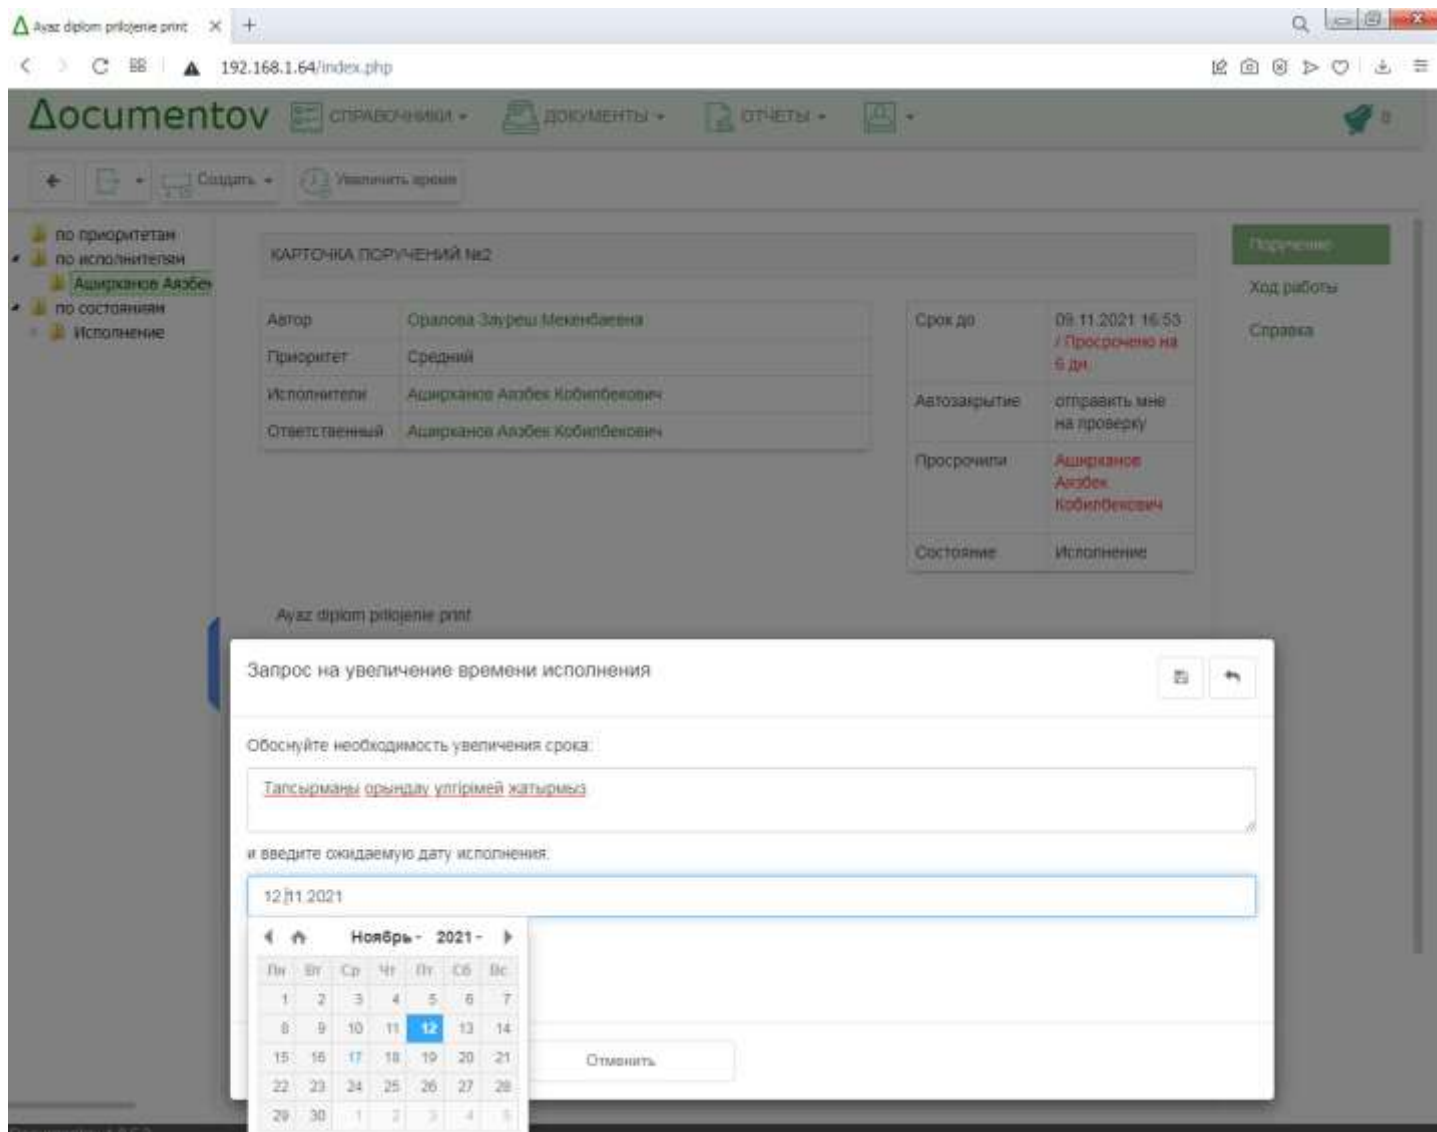 Ayaz diplom prilojenie print
192.168.1.64/index.php
Documentov СПРАВОЧНИКИ ДОКУМЕНТЫ ОТЧЕТЫ 0
Создать Увеличить время
по приоритетам
по исполнителям
Аширханов Аязбек
по состояниям
Исполнение
КАРТОЧКА ПОРУЧЕНИЙ №2
Автор Оралова Зауреш Мекенбаевна
Приоритет Средний
Исполнители Аширханов Аязбек Кобилбекович
Ответственный Аширханов Аязбек Кобилбекович
Срок до 09.11.2021 16:53
/ Просрочено на
6 дн.
Автозакрытие отправить мне
на проверку
Просрочили Аширханов
Аязбек
Кобилбекович
Состояние Исполнение
Поручение
Ход работы
Справка
Ayaz diplom prilojenie print
Запрос на увеличение времени исполнения
Обоснуйте необходимость увеличения срока:
Тапсырманы орындау үлгірімей жатырмыз
и введите ожидаемую дату исполнения:
12.11.2021
Ноябрь 2021
Пн Вт Ср Чт Пт Сб Вс
1 2 3 4 5 6 7
8 9 10 11 12 13 14
15 16 17 18 19 20 21
22 23 24 25 26 27 28
29 30 1 2 3 4 5
Отменить